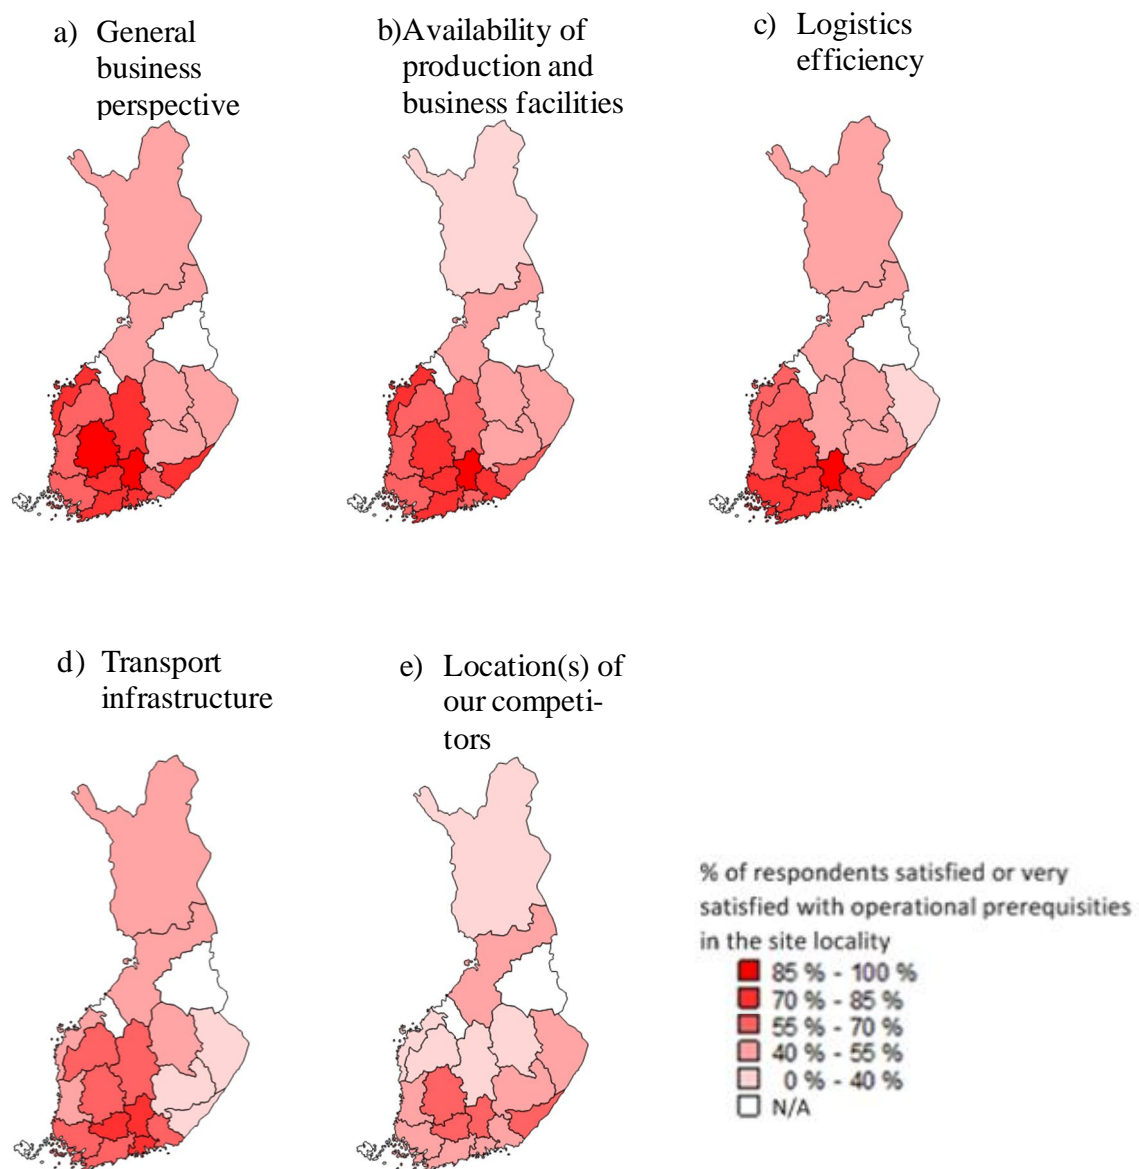 a) General
business
perspective
b)Availability of
production and
business facilities
c) Logistics
efficiency
d) Transport
infrastructure
e) Location(s) of
our competi-
tors
% of respondents satisfied or very
satisfied with operational prerequisities
in the site locality
85 % - 100 %
70 % - 85 %
55 % - 70 %
40 % - 55 %
0 % - 40 %
N/A